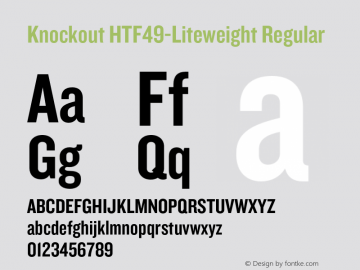 Knockout HTF49-Liteweight Regular
Aa Ff a
Gg Qq
ABCDEFGHIJKLMNOPQRSTUVWXYZ
abcdefghijklmnopqrstuvwxyz
0123456789
© Design by fontke.com